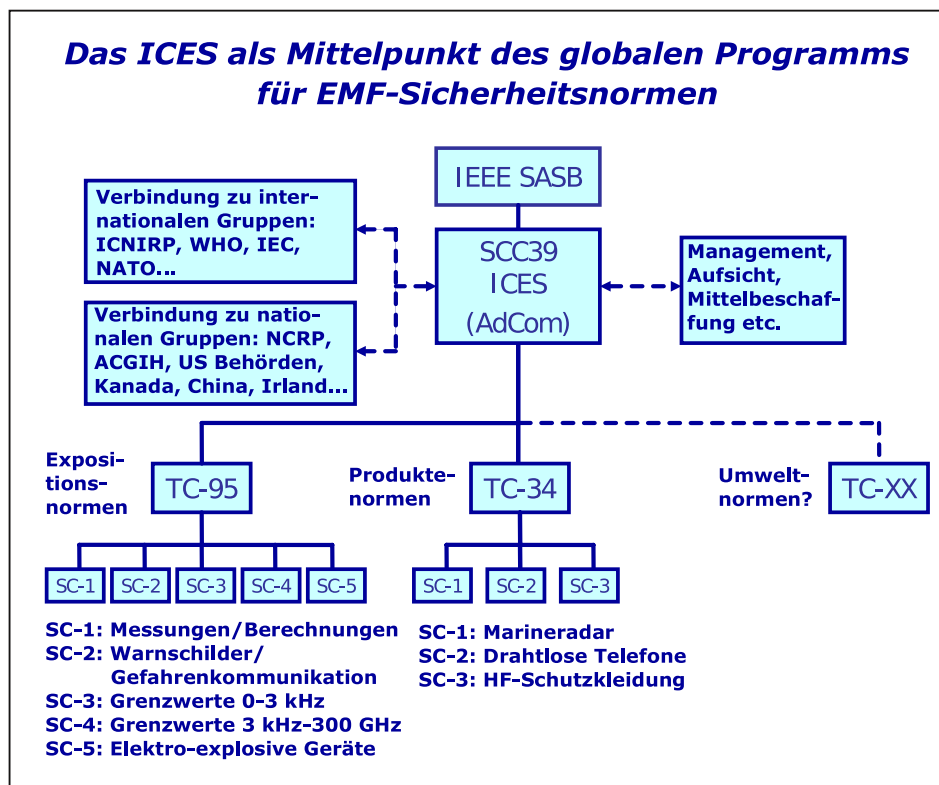 Das ICES als Mittelpunkt des globalen Programms
für EMF-Sicherheitsnormen
IEEE SASB
Verbindung zu inter-
nationalen Gruppen:
ICNIRP, WHO, IEC,
NATO...
SCC39
ICES
(AdCom)
Management,
Aufsicht,
Mittelbeschaf-
fung etc.
Verbindung zu natio-
nalen Gruppen: NCRP,
ACGIH, US Behörden,
Kanada, China, Irland...
Exposi-
tions-
normen
TC-95
Produkte-
normen
TC-34
Umwelt-
normen?
TC-XX
SC-1
SC-2
SC-3
SC-4
SC-5
SC-1
SC-2
SC-3
SC-1: Messungen/Berechnungen
SC-2: Warnschilder/
Gefahrenkommunikation
SC-3: Grenzwerte 0-3 kHz
SC-4: Grenzwerte 3 kHz-300 GHz
SC-5: Elektro-explosive Geräte
SC-1: Marineradar
SC-2: Drahtlose Telefone
SC-3: HF-Schutzkleidung